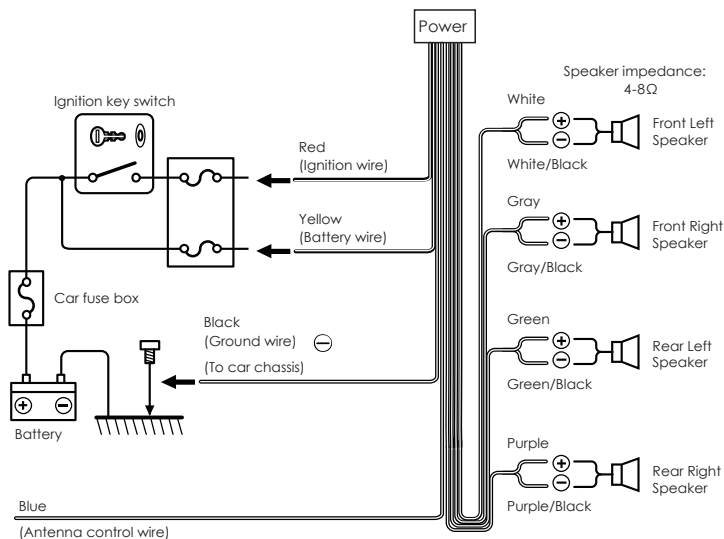 Power
Speaker impedance:
4-8Ω
Ignition key switch
White
Front Left
Speaker
White/Black
Red
(Ignition wire)
Gray
Front Right
Speaker
Gray/Black
Yellow
(Battery wire)
Car fuse box
Black
(Ground wire)
(To car chassis)
Green
Rear Left
Speaker
Green/Black
Battery
Purple
Rear Right
Speaker
Purple/Black
Blue
(Antenna control wire)